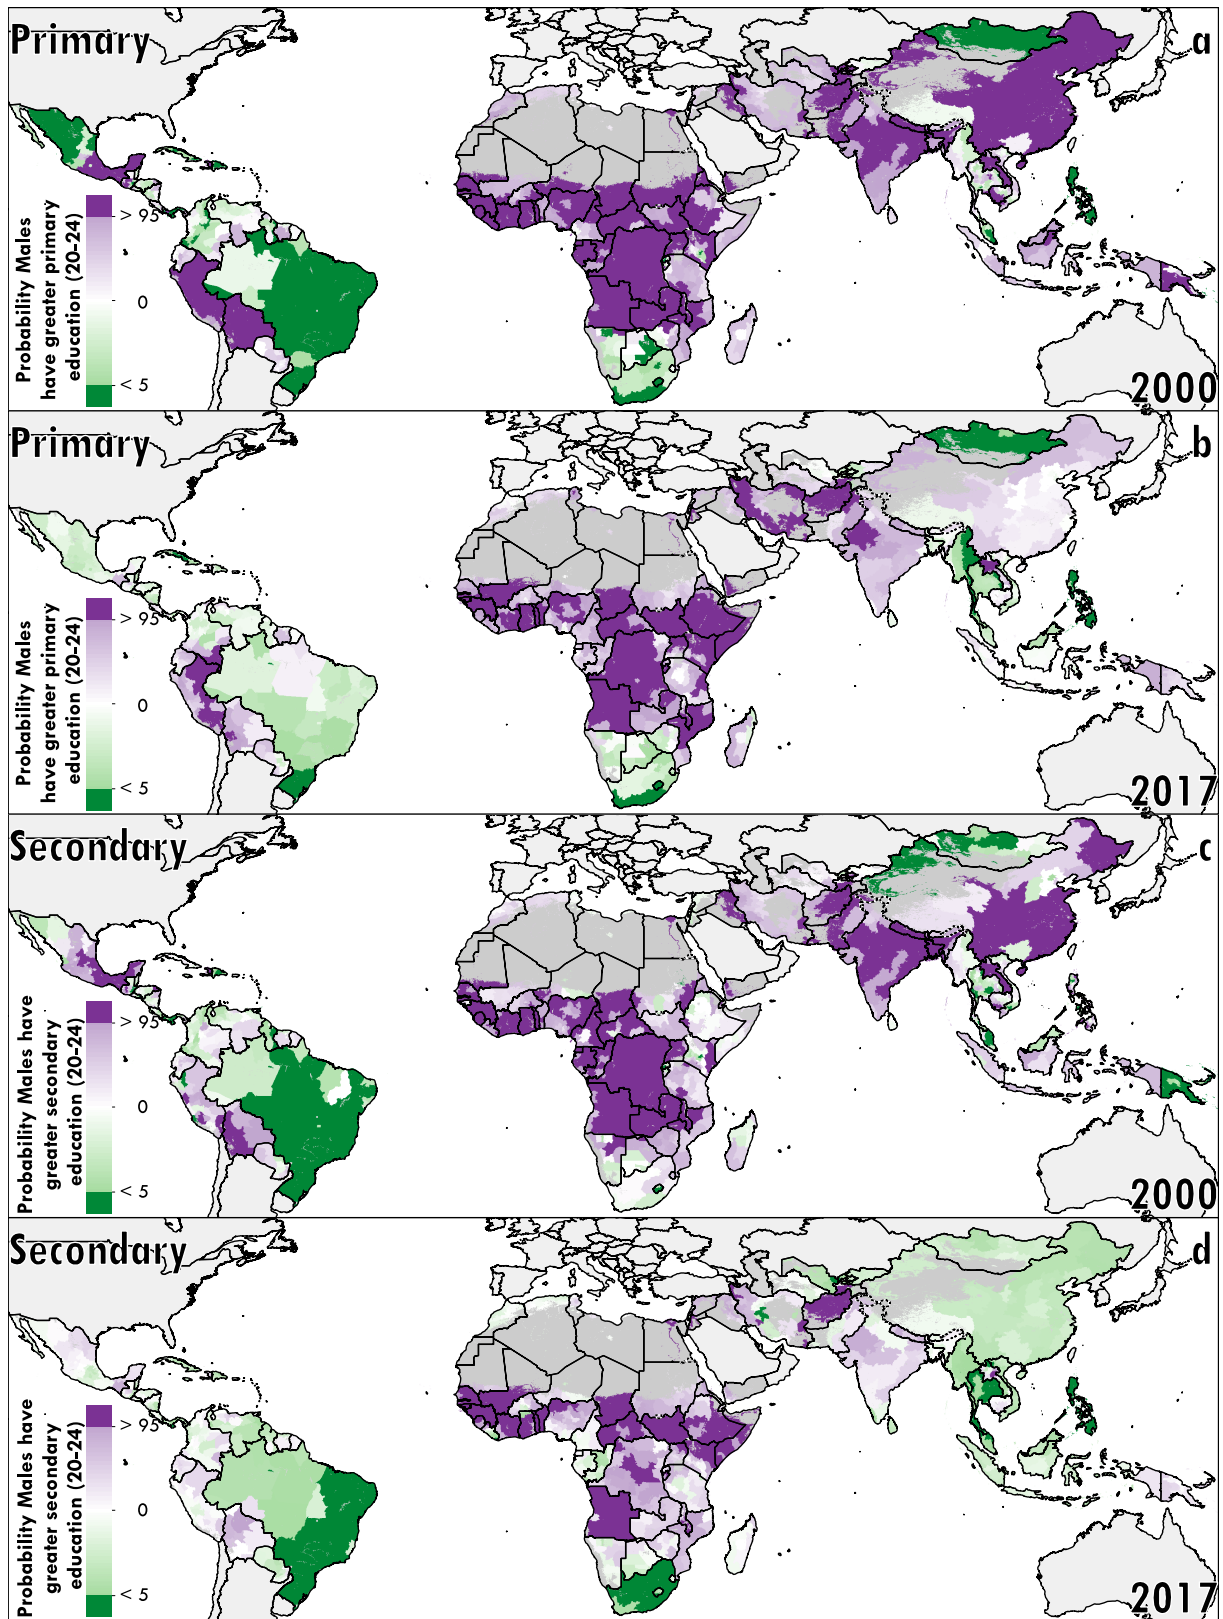 Primary
a
Probability Males
have greater primary
education (20–24)
> 95
0
< 5
2000
Primary
b
Probability Males
have greater primary
education (20–24)
> 95
0
< 5
2017
Secondary
c
Probability Males have
greater secondary
education (20–24)
> 95
0
< 5
2000
Secondary
d
Probability Males have
greater secondary
education (20–24)
> 95
0
< 5
2017